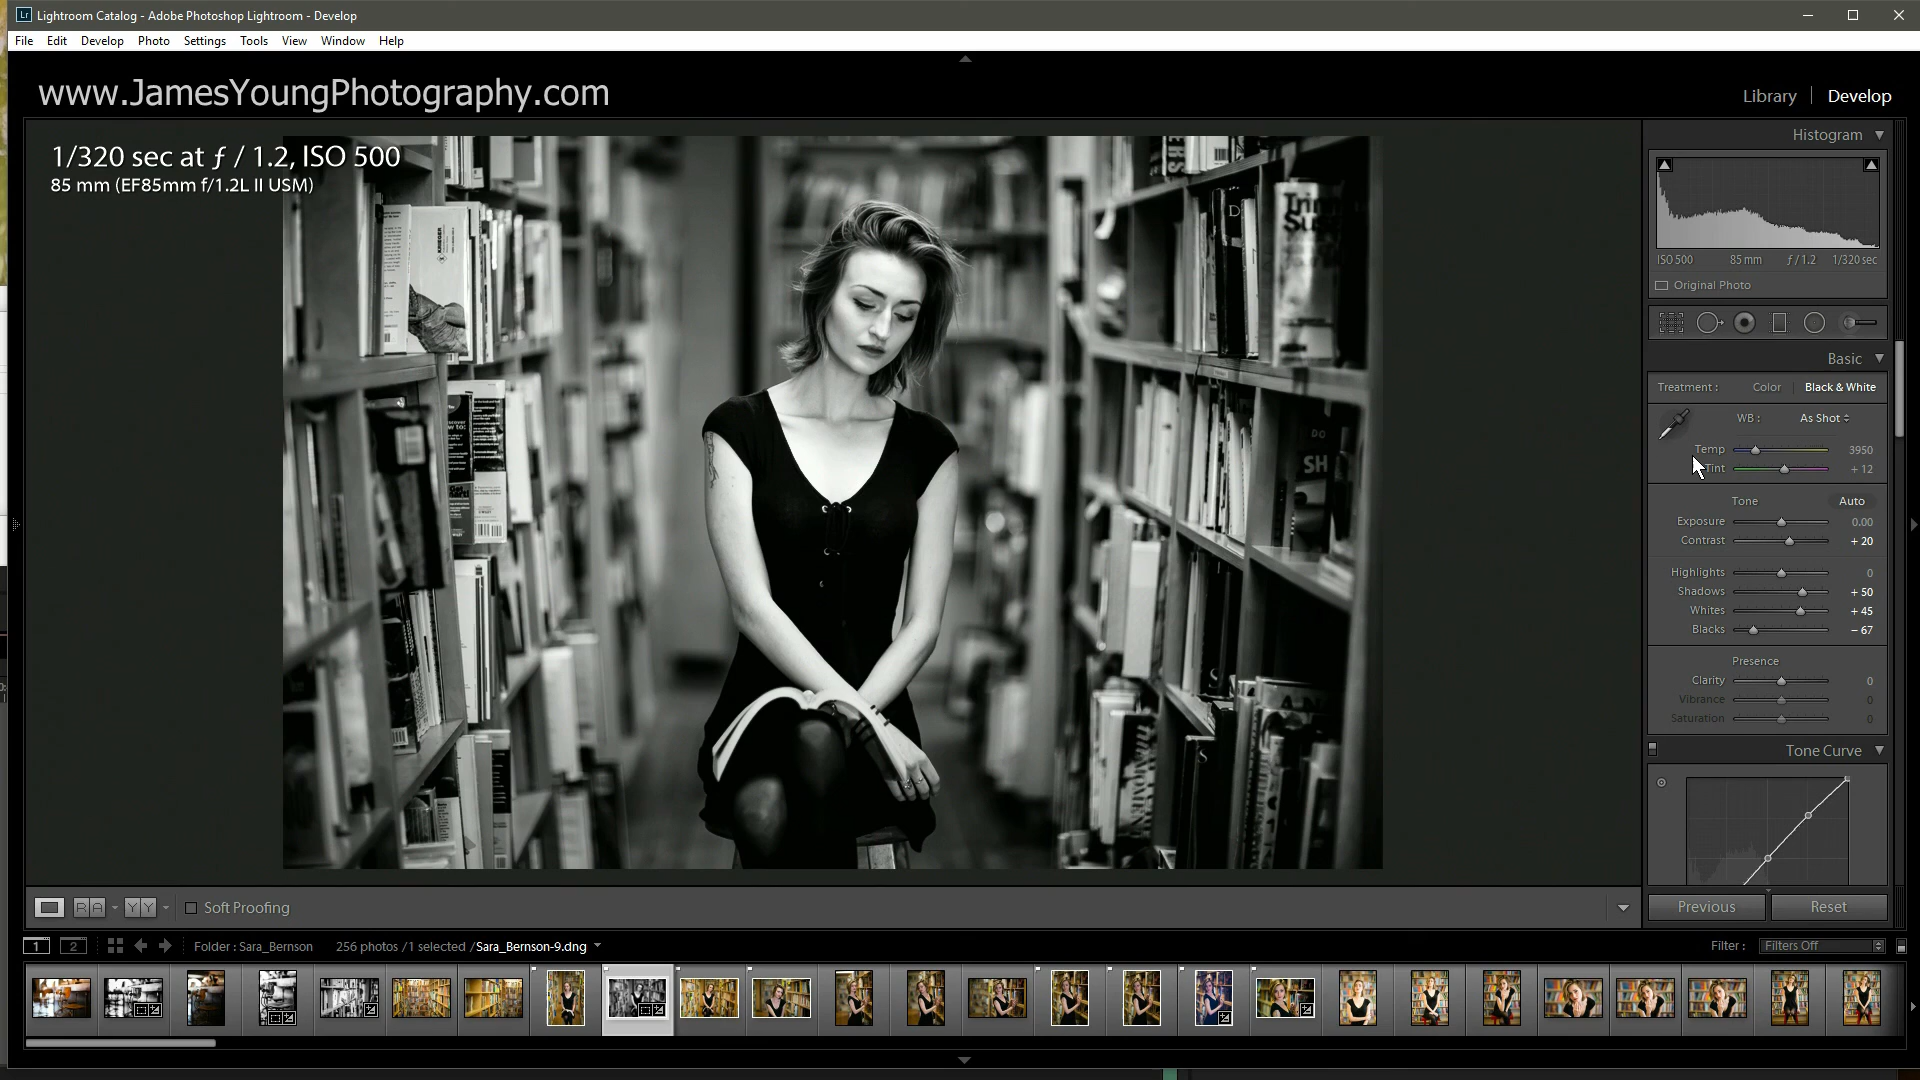 Lightroom Catalog - Adobe Photoshop Lightroom - Develop
File Edit Develop Photo Settings Tools View Window Help
www.JamesYoungPhotography.com
Library | Develop
1/320 sec at ƒ / 1.2, ISO 500
85 mm (EF85mm f/1.2L II USM)
Histogram
ISO 500 85 mm ƒ / 1.2 1/320 sec
Original Photo
Basic
Treatment : Color Black & White
WB : As Shot
Temp 3950
Tint + 12
Tone Auto
Exposure 0.00
Contrast + 20
Highlights 0
Shadows + 50
Whites + 45
Blacks − 67
Presence
Clarity 0
Vibrance 0
Saturation 0
Tone Curve
Previous Reset
KRIEGER
DO
SH
R A Y Y Soft Proofing
1 2 Folder : Sara_Bernson 256 photos / 1 selected / Sara_Bernson-9.dng Filter : Filters Off